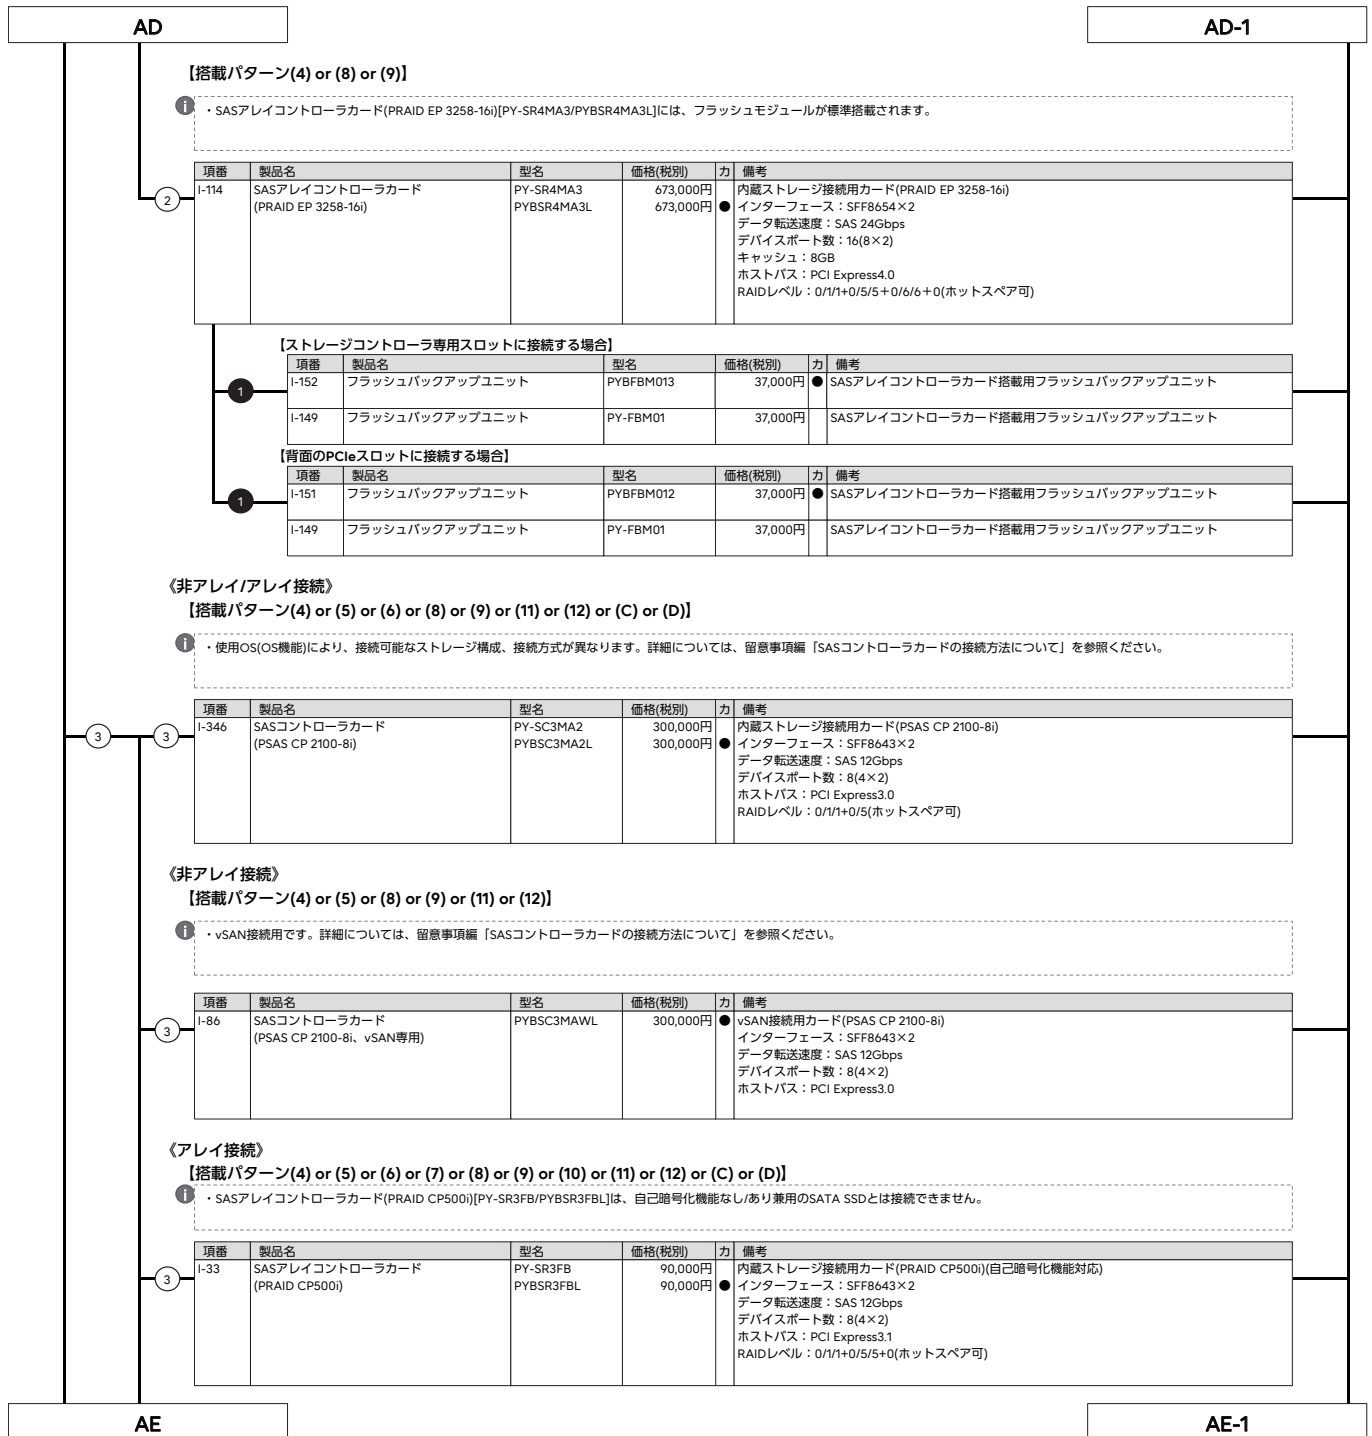 AD
AD-1
【搭載パターン(4) or (8) or (9)】
・SASアレイコントローラカード(PRAID EP 3258-16i)[PY-SR4MA3/PYBSR4MA3L]には、フラッシュモジュールが標準搭載されます。
項番 製品名 型名 価格(税別) カ 備考
2
I-114 SASアレイコントローラカード PY-SR4MA3 673,000円 内蔵ストレージ接続用カード(PRAID EP 3258-16i)
(PRAID EP 3258-16i) PYBSR4MA3L 673,000円 ● インターフェース：SFF8654×2
データ転送速度：SAS 24Gbps
デバイスポート数：16(8×2)
キャッシュ：8GB
ホストバス：PCI Express4.0
RAIDレベル：0/1/1+0/5/5＋0/6/6＋0(ホットスペア可)
【ストレージコントローラ専用スロットに接続する場合】
項番 製品名 型名 価格(税別) カ 備考
1
I-152 フラッシュバックアップユニット PYBFBM013 37,000円 ● SASアレイコントローラカード搭載用フラッシュバックアップユニット
I-149 フラッシュバックアップユニット PY-FBM01 37,000円 SASアレイコントローラカード搭載用フラッシュバックアップユニット
【背面のPCIeスロットに接続する場合】
項番 製品名 型名 価格(税別) カ 備考
1
I-151 フラッシュバックアップユニット PYBFBM012 37,000円 ● SASアレイコントローラカード搭載用フラッシュバックアップユニット
I-149 フラッシュバックアップユニット PY-FBM01 37,000円 SASアレイコントローラカード搭載用フラッシュバックアップユニット
《非アレイ/アレイ接続》
【搭載パターン(4) or (5) or (6) or (8) or (9) or (11) or (12) or (C) or (D)】
・使用OS(OS機能)により、接続可能なストレージ構成、接続方式が異なります。詳細については、留意事項編「SASコントローラカードの接続方法について」を参照ください。
項番 製品名 型名 価格(税別) カ 備考
3 3
I-346 SASコントローラカード PY-SC3MA2 300,000円 内蔵ストレージ接続用カード(PSAS CP 2100-8i)
(PSAS CP 2100-8i) PYBSC3MA2L 300,000円 ● インターフェース：SFF8643×2
データ転送速度：SAS 12Gbps
デバイスポート数：8(4×2)
ホストバス：PCI Express3.0
RAIDレベル：0/1/1+0/5(ホットスペア可)
《非アレイ接続》
【搭載パターン(4) or (5) or (8) or (9) or (11) or (12)】
・vSAN接続用です。詳細については、留意事項編「SASコントローラカードの接続方法について」を参照ください。
項番 製品名 型名 価格(税別) カ 備考
3
I-86 SASコントローラカード PYBSC3MAWL 300,000円 ● vSAN接続用カード(PSAS CP 2100-8i)
(PSAS CP 2100-8i、vSAN専用) インターフェース：SFF8643×2
データ転送速度：SAS 12Gbps
デバイスポート数：8(4×2)
ホストバス：PCI Express3.0
《アレイ接続》
【搭載パターン(4) or (5) or (6) or (7) or (8) or (9) or (10) or (11) or (12) or (C) or (D)】
・SASアレイコントローラカード(PRAID CP500i)[PY-SR3FB/PYBSR3FBL]は、自己暗号化機能なし/あり兼用のSATA SSDとは接続できません。
項番 製品名 型名 価格(税別) カ 備考
3
I-33 SASアレイコントローラカード PY-SR3FB 90,000円 内蔵ストレージ接続用カード(PRAID CP500i)(自己暗号化機能対応)
(PRAID CP500i) PYBSR3FBL 90,000円 ● インターフェース：SFF8643×2
データ転送速度：SAS 12Gbps
デバイスポート数：8(4×2)
ホストバス：PCI Express3.1
RAIDレベル：0/1/1+0/5/5+0(ホットスペア可)
AE
AE-1